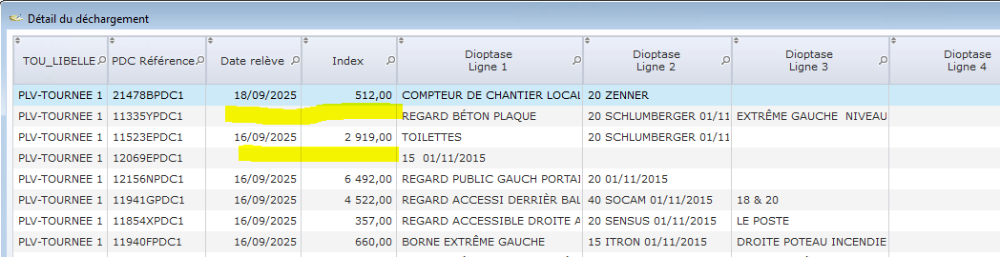 Détail du déchargement
TOU_LIBELLE PDC Référence Date relève Index Dioptase Ligne 1 Dioptase Ligne 2 Dioptase Ligne 3 Dioptase Ligne 4
PLV-TOURNEE 1 21478BPDC1 18/09/2025 512,00 COMPTEUR DE CHANTIER LOCAL 20 ZENNER
PLV-TOURNEE 1 11335YPDC1 REGARD BÉTON PLAQUE 20 SCHLUMBERGER 01/11 EXTRÊME GAUCHE NIVEAU
PLV-TOURNEE 1 11523EPDC1 16/09/2025 2 919,00 TOILETTES 20 SCHLUMBERGER 01/11
PLV-TOURNEE 1 12069EPDC1 15 01/11/2015
PLV-TOURNEE 1 12156NPDC1 16/09/2025 6 492,00 REGARD PUBLIC GAUCH PORTAI 20 01/11/2015
PLV-TOURNEE 1 11941GPDC1 16/09/2025 4 522,00 REGARD ACCESSI DERRIÈR BAL 40 SOCAM 01/11/2015 18 & 20
PLV-TOURNEE 1 11854XPDC1 16/09/2025 357,00 REGARD ACCESSIBLE DROITE A 20 SENSUS 01/11/2015 LE POSTE
PLV-TOURNEE 1 11940FPDC1 16/09/2025 660,00 BORNE EXTRÊME GAUCHE 15 ITRON 01/11/2015 DROITE POTEAU INCENDIE